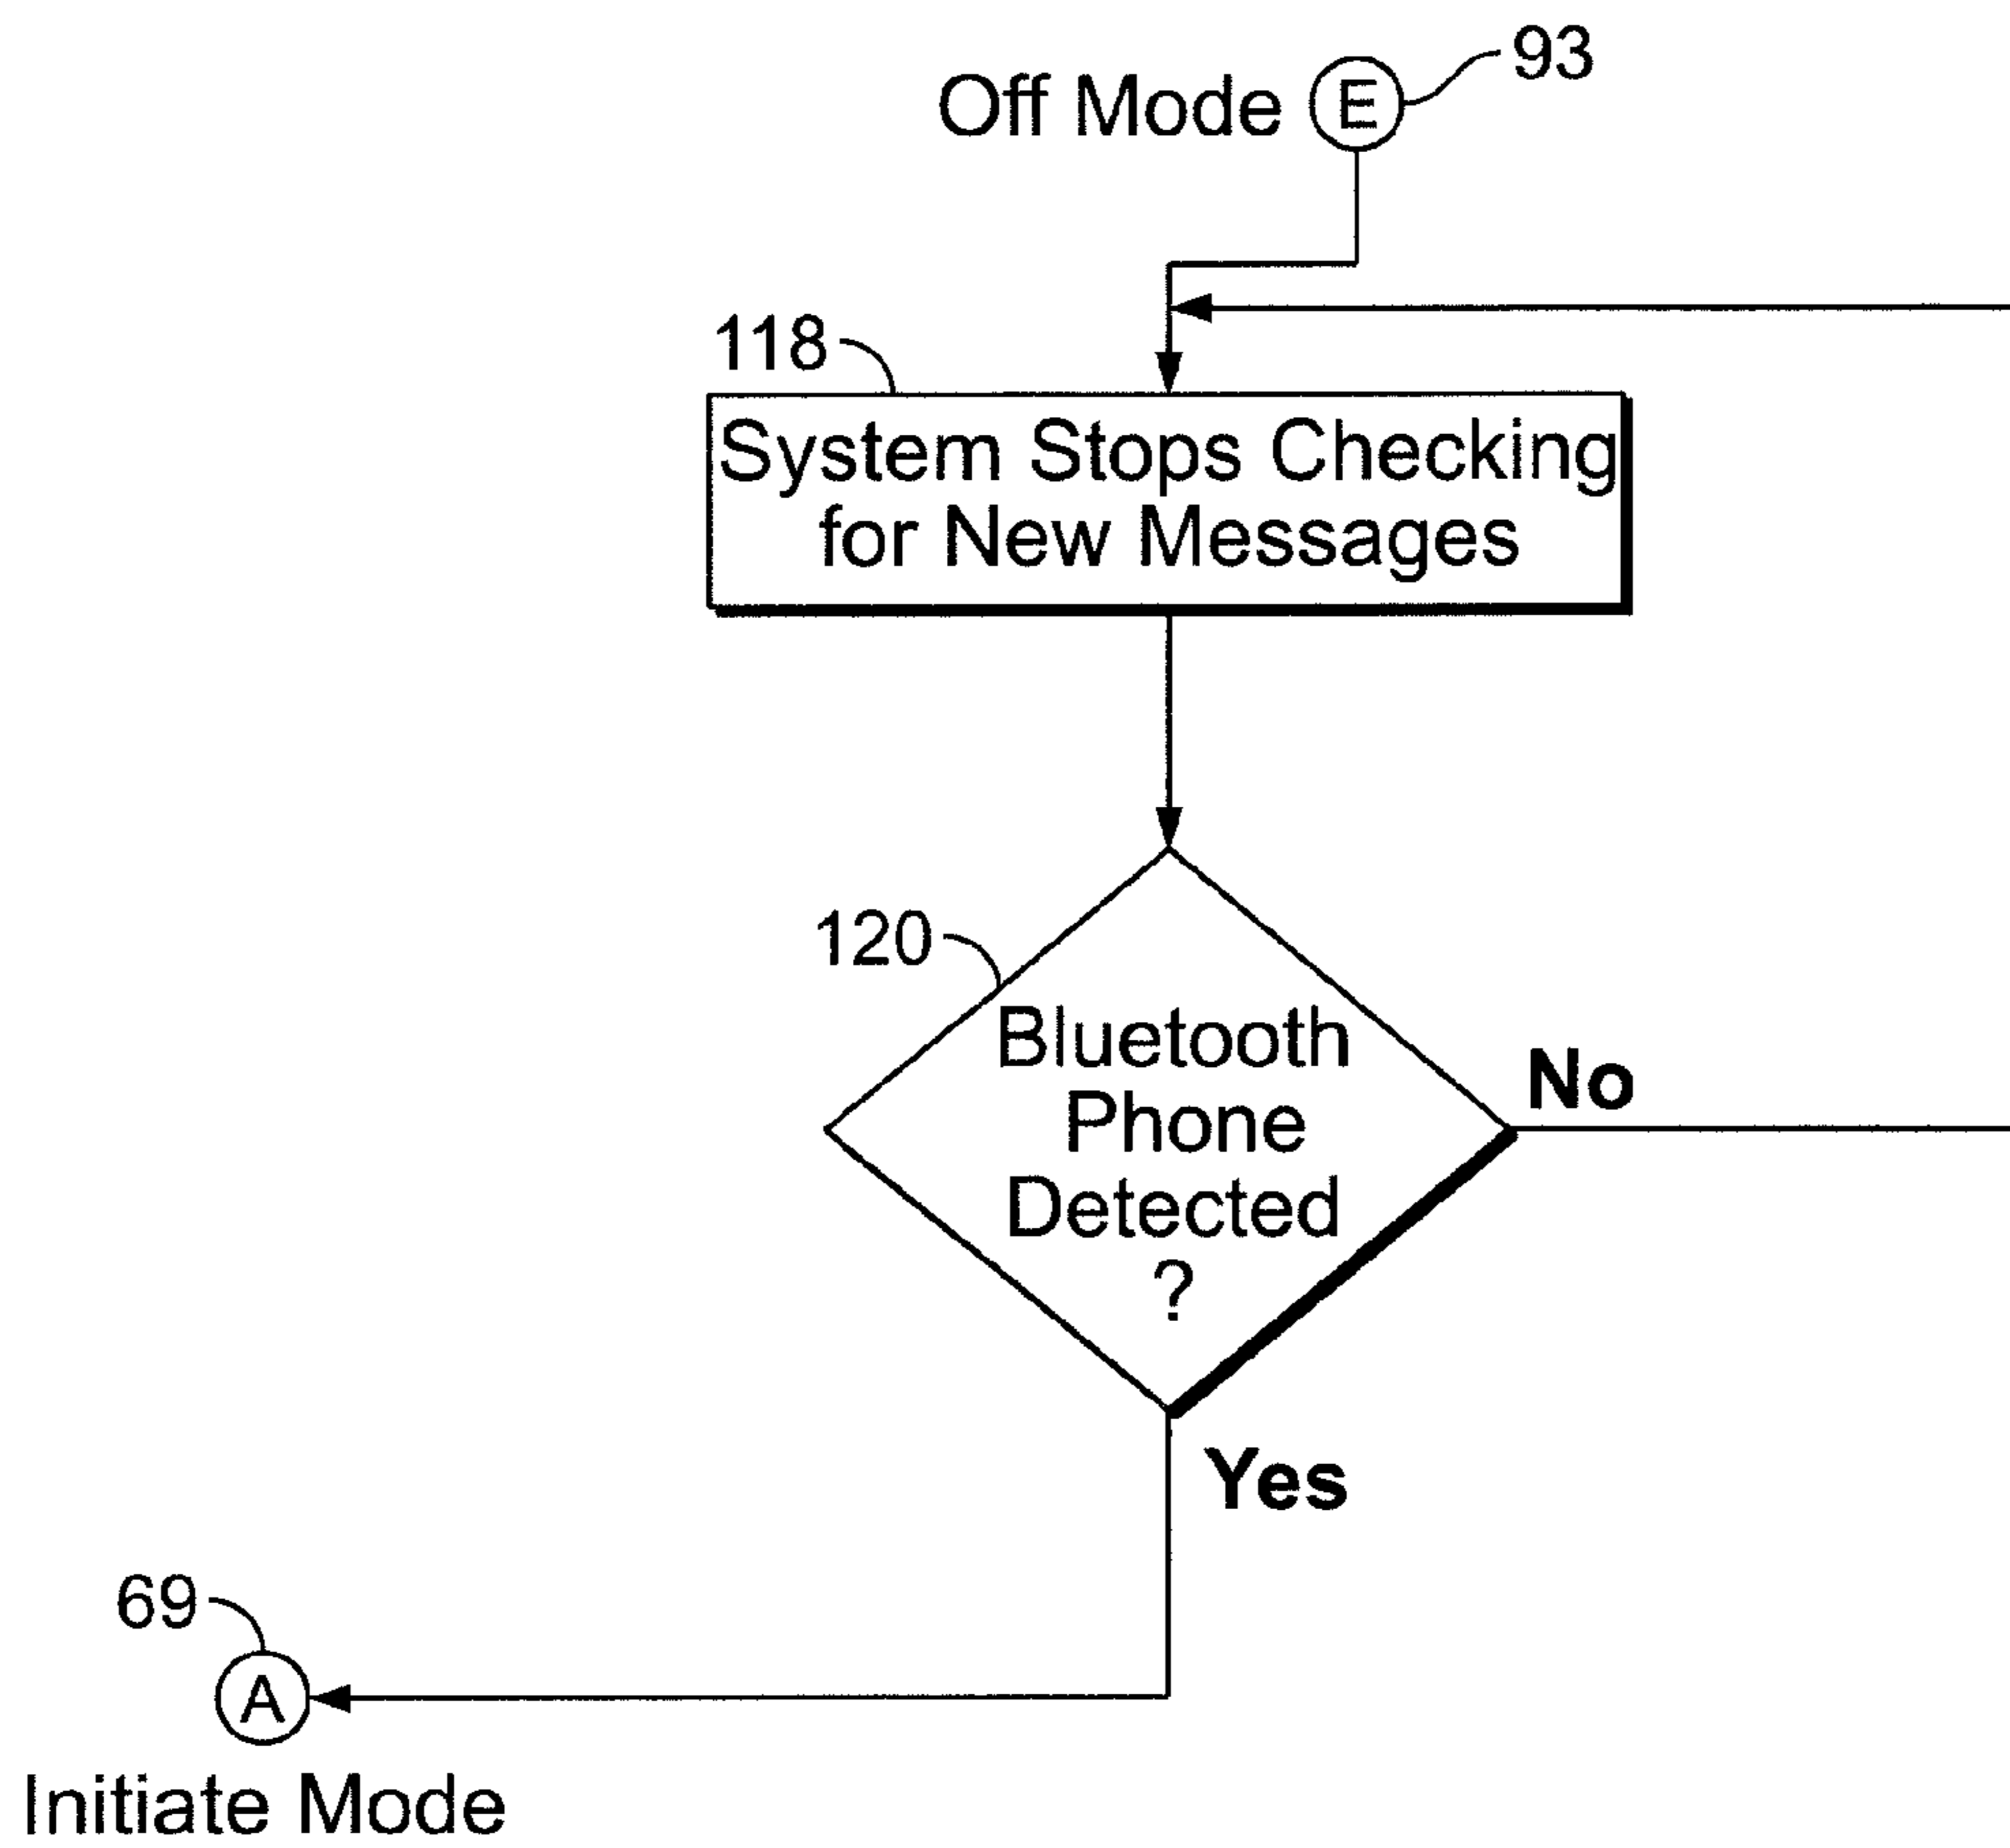 93
Off Mode E
118
System Stops Checking
for New Messages
120
Bluetooth
Phone
Detected
?
No
Yes
69
A
Initiate Mode